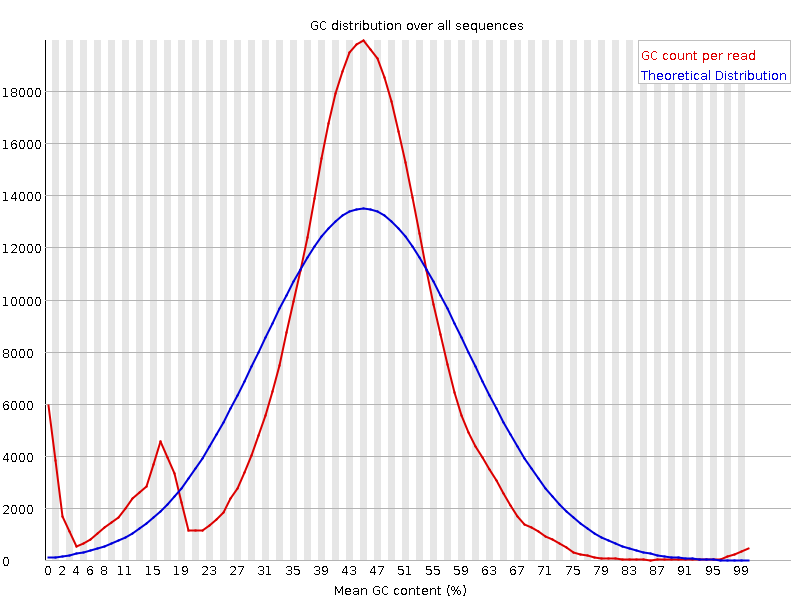 GC distribution over all sequences
GC count per read
Theoretical Distribution
18000
16000
14000
12000
10000
8000
6000
4000
2000
0
0 2 4 6 8 11 15 19 23 27 31 35 39 43 47 51 55 59 63 67 71 75 79 83 87 91 95 99
Mean GC content (%)